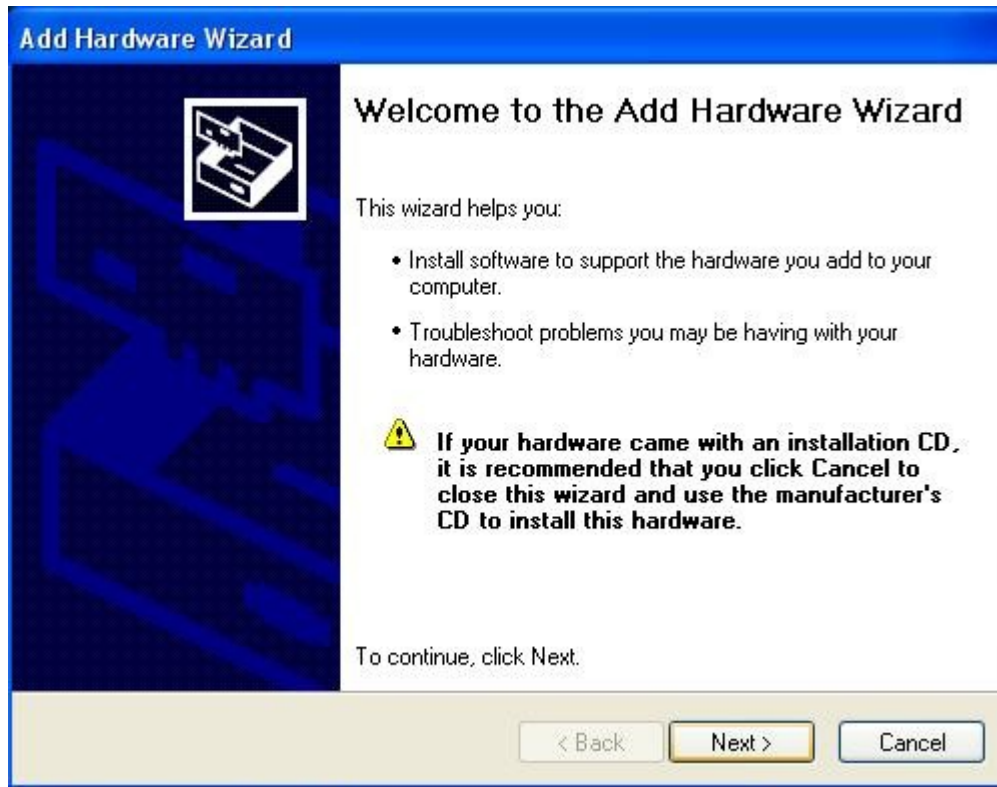 Add Hardware Wizard
Welcome to the Add Hardware Wizard
This wizard helps you:
• Install software to support the hardware you add to your
computer.
• Troubleshoot problems you may be having with your
hardware.
If your hardware came with an installation CD,
it is recommended that you click Cancel to
close this wizard and use the manufacturer's
CD to install this hardware.
To continue, click Next.
< Back Next > Cancel